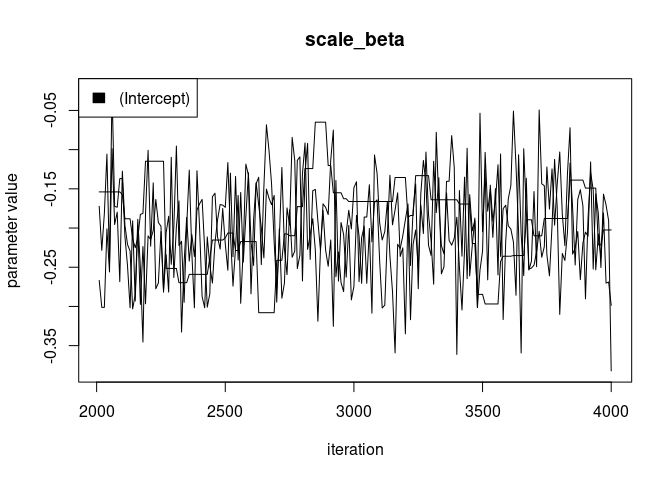 scale_beta
(Intercept)
-0.05
-0.15
-0.25
-0.35
parameter value
2000 2500 3000 3500 4000
iteration